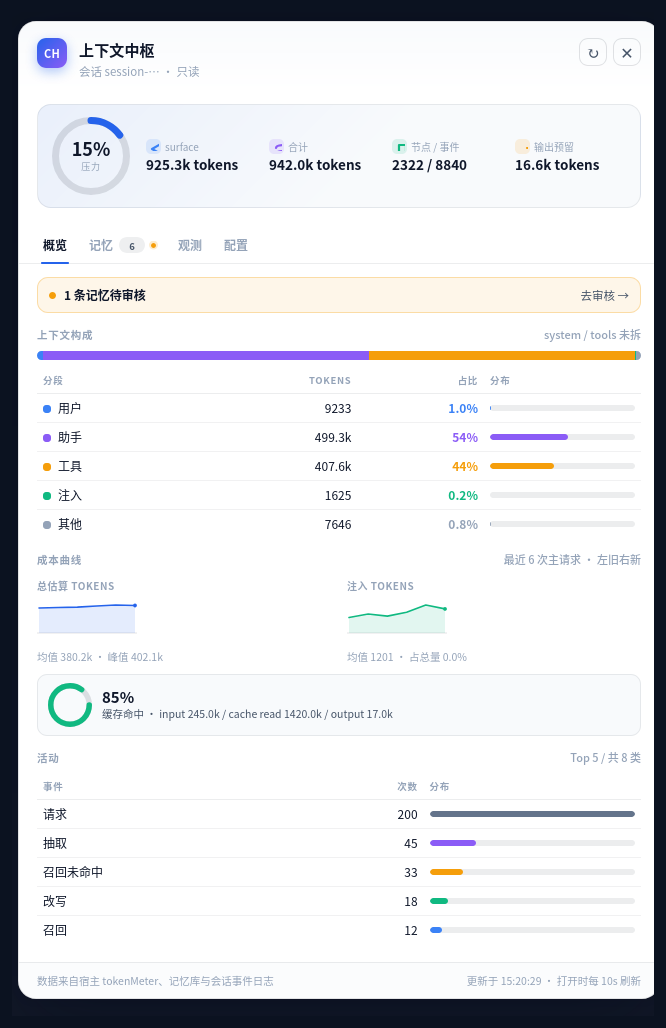 CH 上下文中枢 ↻ ✕
会话 session-··· · 只读
15%
压力
surface 合计 节点 / 事件 输出预留
925.3k tokens 942.0k tokens 2322 / 8840 16.6k tokens
概览 记忆 6 观测 配置
1 条记忆待审核 去审核 →
上下文构成 system / tools 未拆
分段 TOKENS 占比 分布
用户 9233 1.0%
助手 499.3k 54%
工具 407.6k 44%
注入 1625 0.2%
其他 7646 0.8%
成本曲线 最近 6 次主请求 · 左旧右新
总估算 TOKENS 注入 TOKENS
均值 380.2k · 峰值 402.1k 均值 1201 · 占总量 0.0%
85%
缓存命中 · input 245.0k / cache read 1420.0k / output 17.0k
活动 Top 5 / 共 8 类
事件 次数 分布
请求 200
抽取 45
召回未命中 33
改写 18
召回 12
数据来自宿主 tokenMeter、记忆库与会话事件日志 更新于 15:20:29 · 打开时每 10s 刷新